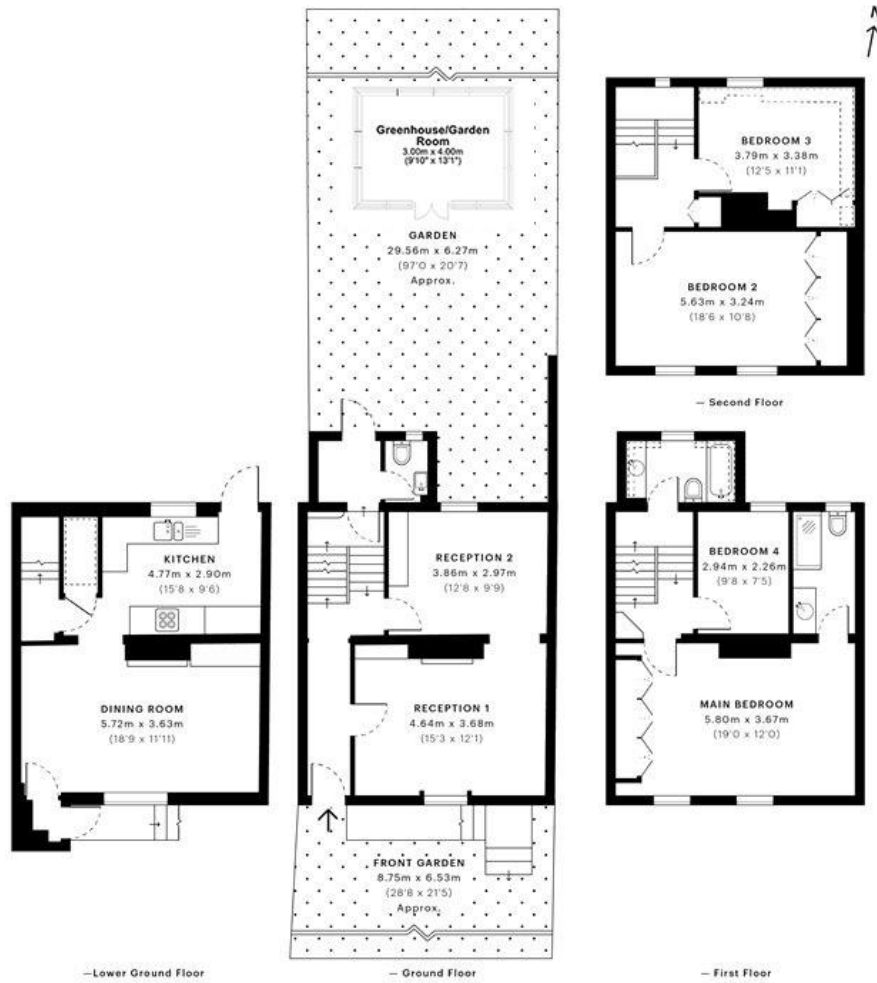 N
Greenhouse/Garden
Room
3.00m x 4.00m
(9'10" x 13'1")
GARDEN
29.56m x 6.27m
(97'0 x 20'7)
Approx.
BEDROOM 3
3.79m x 3.38m
(12'5 x 11'1)
BEDROOM 2
5.63m x 3.24m
(18'6 x 10'8)
— Second Floor
KITCHEN
4.77m x 2.90m
(15'8 x 9'6)
DINING ROOM
5.72m x 3.63m
(18'9 x 11'11)
—Lower Ground Floor
RECEPTION 2
3.86m x 2.97m
(12'8 x 9'9)
RECEPTION 1
4.64m x 3.68m
(15'3 x 12'1)
FRONT GARDEN
8.75m x 6.53m
(28'8 x 21'5)
Approx.
— Ground Floor
BEDROOM 4
2.94m x 2.26m
(9'8 x 7'5)
MAIN BEDROOM
5.80m x 3.67m
(19'0 x 12'0)
— First Floor